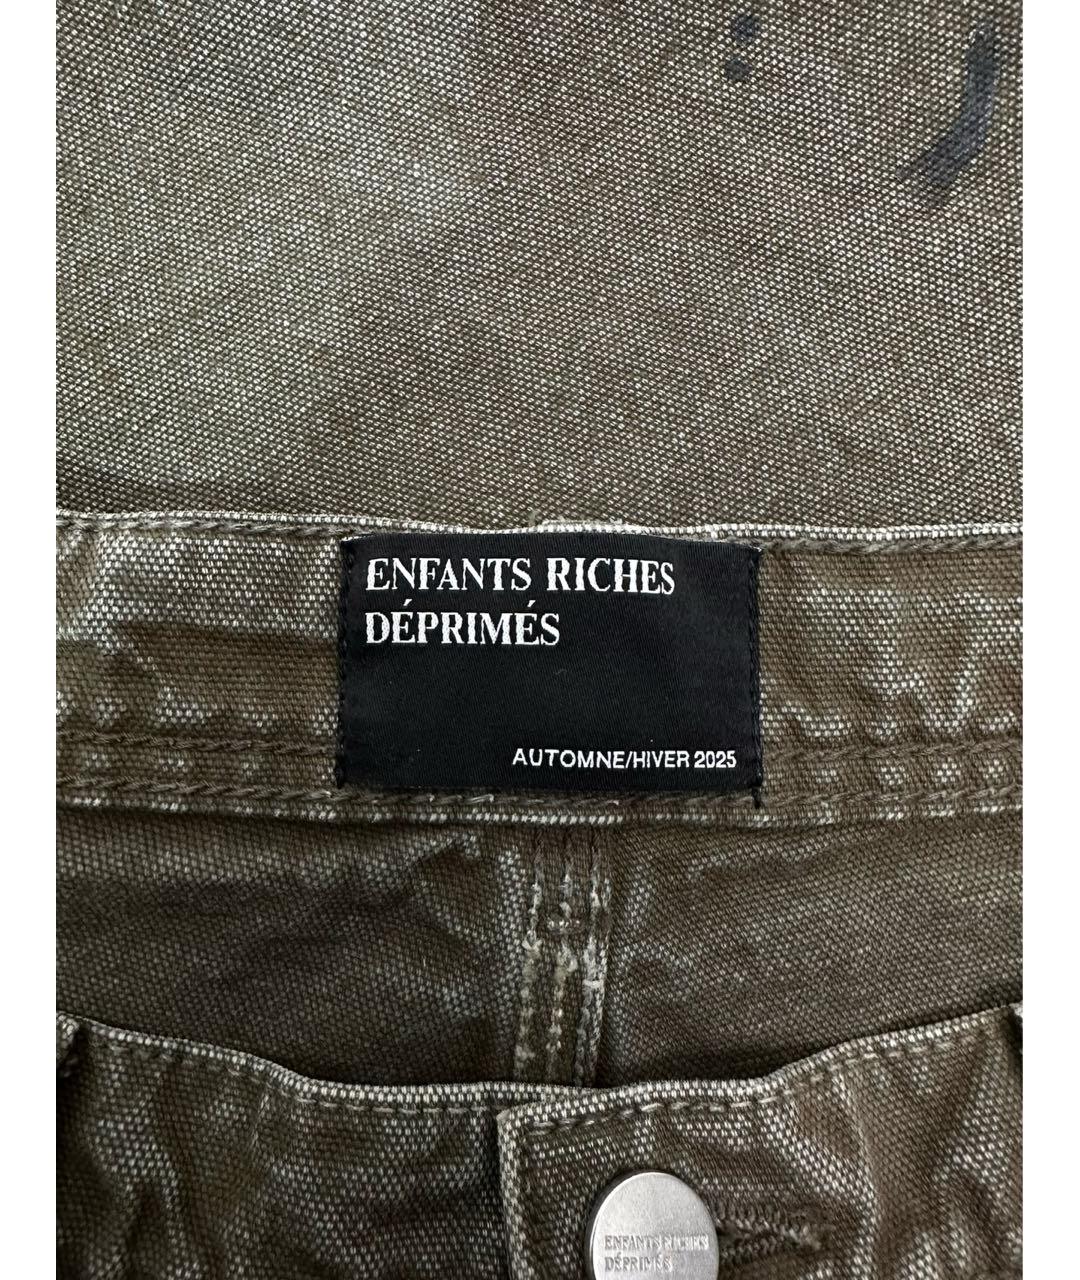 ENFANTS RICHES
DÉPRIMÉS
AUTOMNE/HIVER 2025
ENFANTS RICHES
DÉPRIMÉS